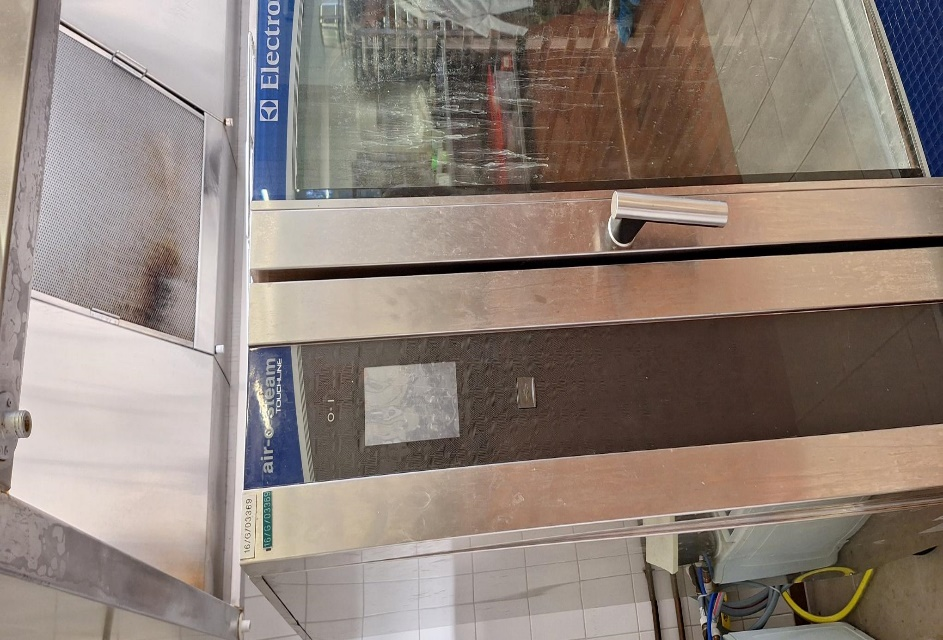 Electro
air-o-steam
TOUCHLINE
O I
16/G/03369
16/G/03369